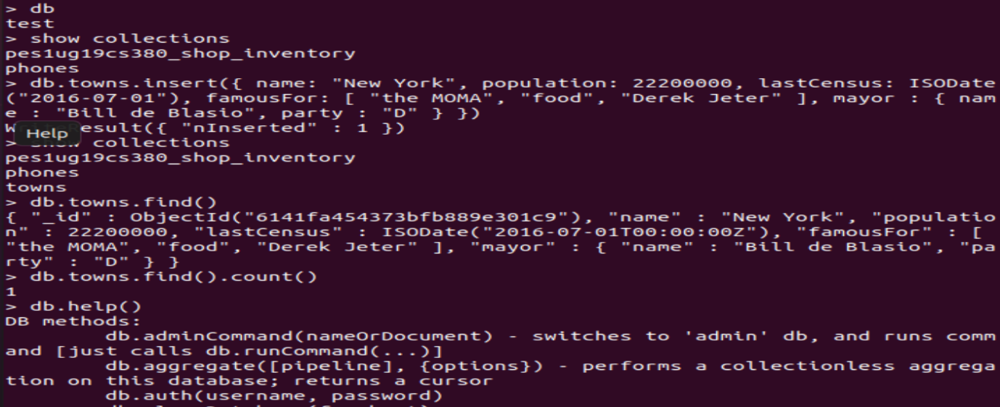 > db
test
> show collections
pes1ug19cs380_shop_inventory
phones
> db.towns.insert({ name: "New York", population: 22200000, lastCensus: ISODate
("2016-07-01"), famousFor: [ "the MOMA", "food", "Derek Jeter" ], mayor : { nam
e : "Bill de Blasio", party : "D" } })
Result({ "nInserted" : 1 })
Help
> show collections
pes1ug19cs380_shop_inventory
phones
towns
> db.towns.find()
{ "_id" : ObjectId("6141fa454373bfb889e301c9"), "name" : "New York", "populatio
n" : 22200000, "lastCensus" : ISODate("2016-07-01T00:00:00Z"), "famousFor" : [
"the MOMA", "food", "Derek Jeter" ], "mayor" : { "name" : "Bill de Blasio", "pa
rty" : "D" } }
> db.towns.find().count()
1
> db.help()
DB methods:
db.adminCommand(nameOrDocument) - switches to 'admin' db, and runs comm
and [just calls db.runCommand(...)]
db.aggregate([pipeline], {options}) - performs a collectionless aggrega
tion on this database; returns a cursor
db.auth(username, password)